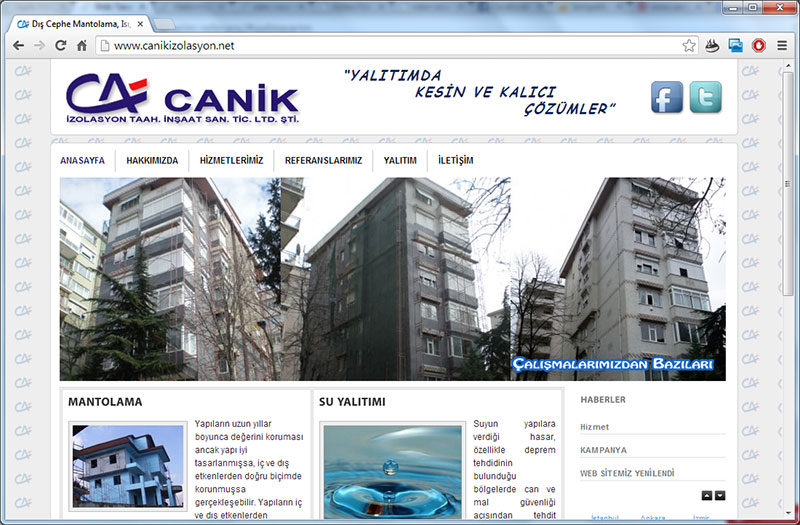 Dış Cephe Mantolama, Isı,
www.canikizolasyon.net
CANİK
İZOLASYON TAAH. İNŞAAT SAN. TİC. LTD. ŞTİ.
"YALITIMDA
KESİN VE KALICI
ÇÖZÜMLER"
ANASAYFA
HAKKIMIZDA
HİZMETLERİMİZ
REFERANSLARIMIZ
YALITIM
İLETİŞİM
Çalışmalarımızdan Bazıları
MANTOLAMA
Yapıların uzun yıllar
boyunca değerini koruması
ancak yapı iyi
tasarlanmışsa, iç ve dış
etkenlerden doğru biçimde
korunmuşsa
gerçekleşebilir. Yapıların iç
ve dış etkenlerden
SU YALITIMI
Suyun yapılara
verdiği hasar,
özellikle deprem
tehdidinin
bulunduğu
bölgelerde can ve
mal güvenliği
açısından tehdit
HABERLER
Hizmet
KAMPANYA
WEB SİTEMİZ YENİLENDİ
İstanbul Ankara İzmir